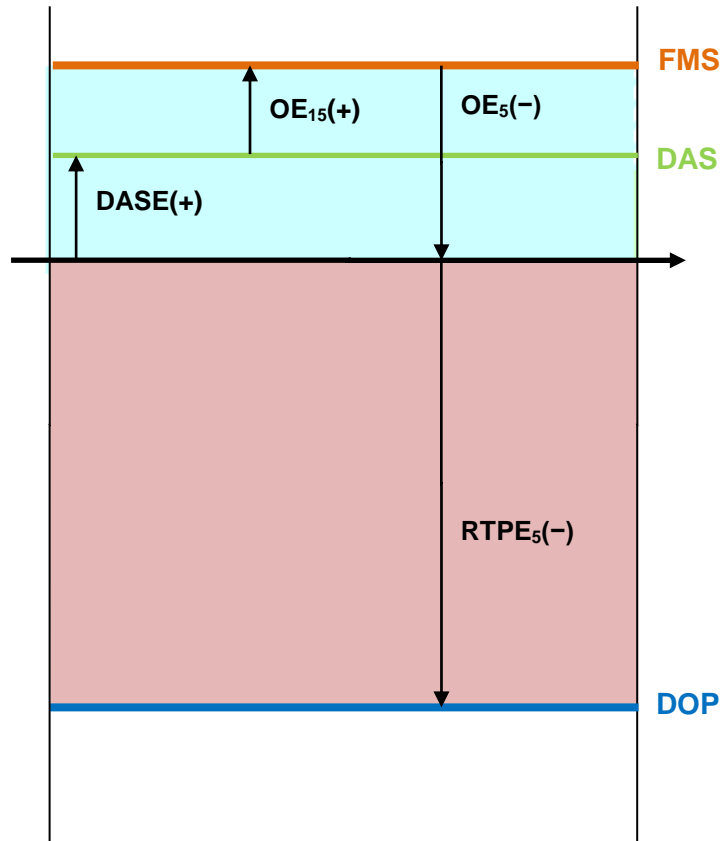 FMS
OE₁₅(+)
OE₅(−)
DAS
DASE(+)
RTPE₅(−)
DOP